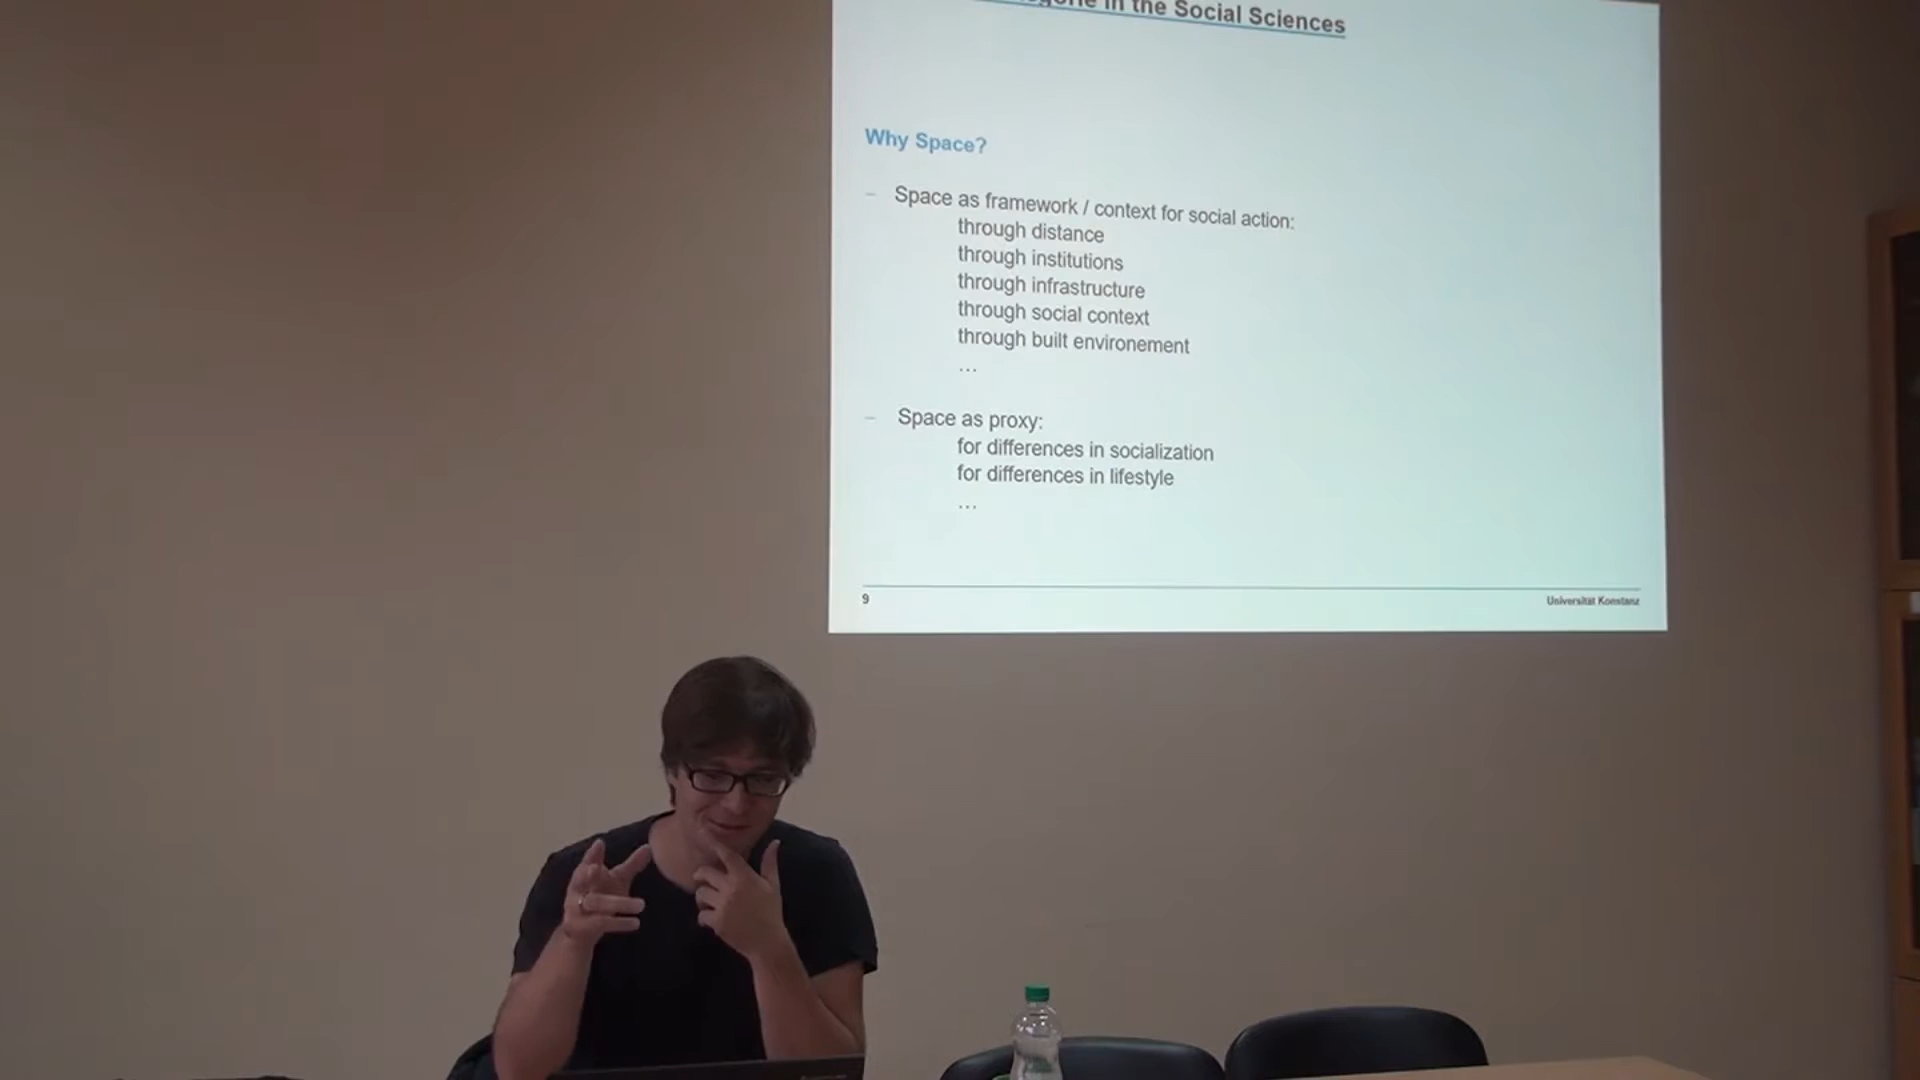 in the Social Sciences
Why Space?
– Space as framework / context for social action:
through distance
through institutions
through infrastructure
through social context
through built environement
…
– Space as proxy:
for differences in socialization
for differences in lifestyle
…
9
Universität Konstanz